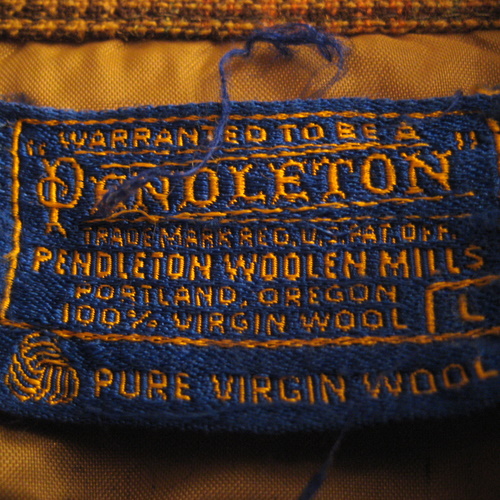 "WARRANTED TO BE A
PENDLETON"
TRADE MARK REG. U.S. PAT. OFF.
PENDLETON WOOLEN MILLS
PORTLAND, OREGON
100% VIRGIN WOOL
L
PURE VIRGIN WOOL